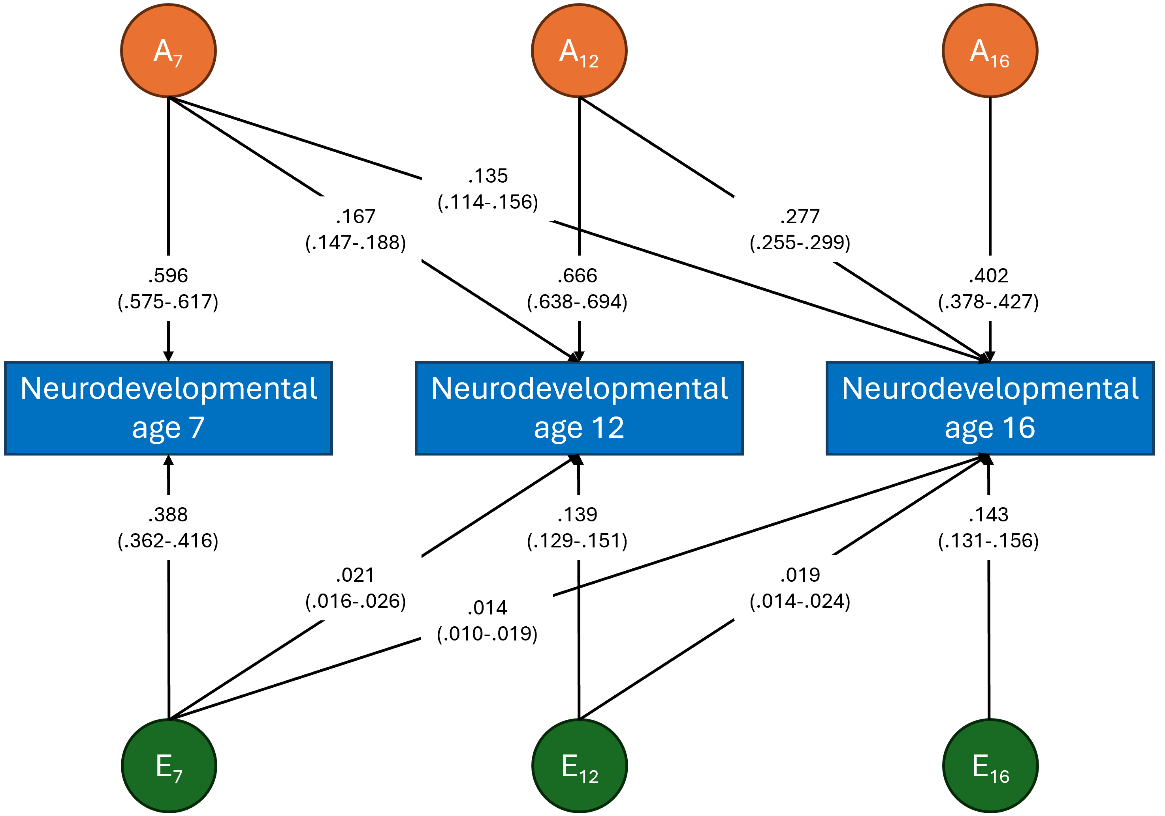 A7
A12
A16
.135
(.114-.156)
.167
(.147-.188)
.277
(.255-.299)
.596
(.575-.617)
.666
(.638-.694)
.402
(.378-.427)
Neurodevelopmental
age 7
Neurodevelopmental
age 12
Neurodevelopmental
age 16
.388
(.362-.416)
.139
(.129-.151)
.143
(.131-.156)
.021
(.016-.026)
.019
(.014-.024)
.014
(.010-.019)
E7
E12
E16